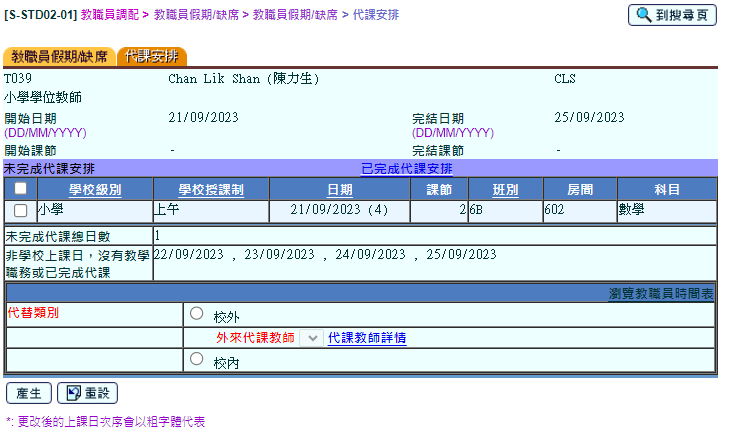 [S-STD02-01] 教職員調配 > 教職員假期/缺席 > 教職員假期/缺席 > 代課安排
到搜尋頁
教職員假期/缺席 代課安排
T039 Chan Lik Shan (陳力生) CLS
小學學位教師
開始日期 21/09/2023 完結日期 25/09/2023
(DD/MM/YYYY) (DD/MM/YYYY)
開始課節 - 完結課節 -
未完成代課安排 已完成代課安排
學校級別 學校授課制 日期 課節 班別 房間 科目
小學 上午 21/09/2023 (4) 2 6B 602 數學
未完成代課總日數 1
非學校上課日，沒有教學 22/09/2023 , 23/09/2023 , 24/09/2023 , 25/09/2023
職務或已完成代課
瀏覽教職員時間表
代替類別 校外
外來代課教師 代課教師詳情
校內
產生 重設
*: 更改後的上課日次序會以粗字體代表